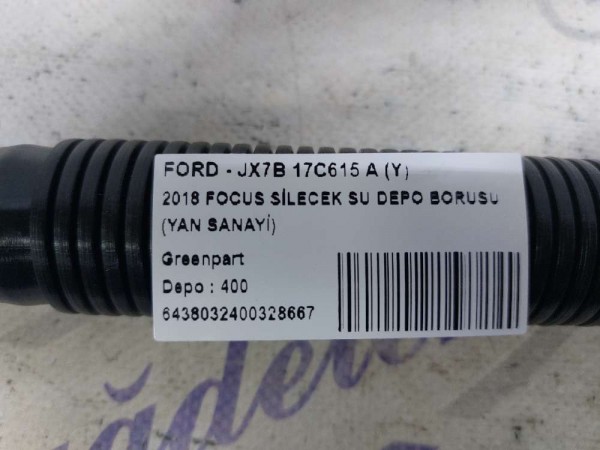 FORD - JX7B 17C615 A (Y)
2018 FOCUS SİLECEK SU DEPO BORUSU
(YAN SANAYİ)
Greenpart
Depo : 400
6438032400328667